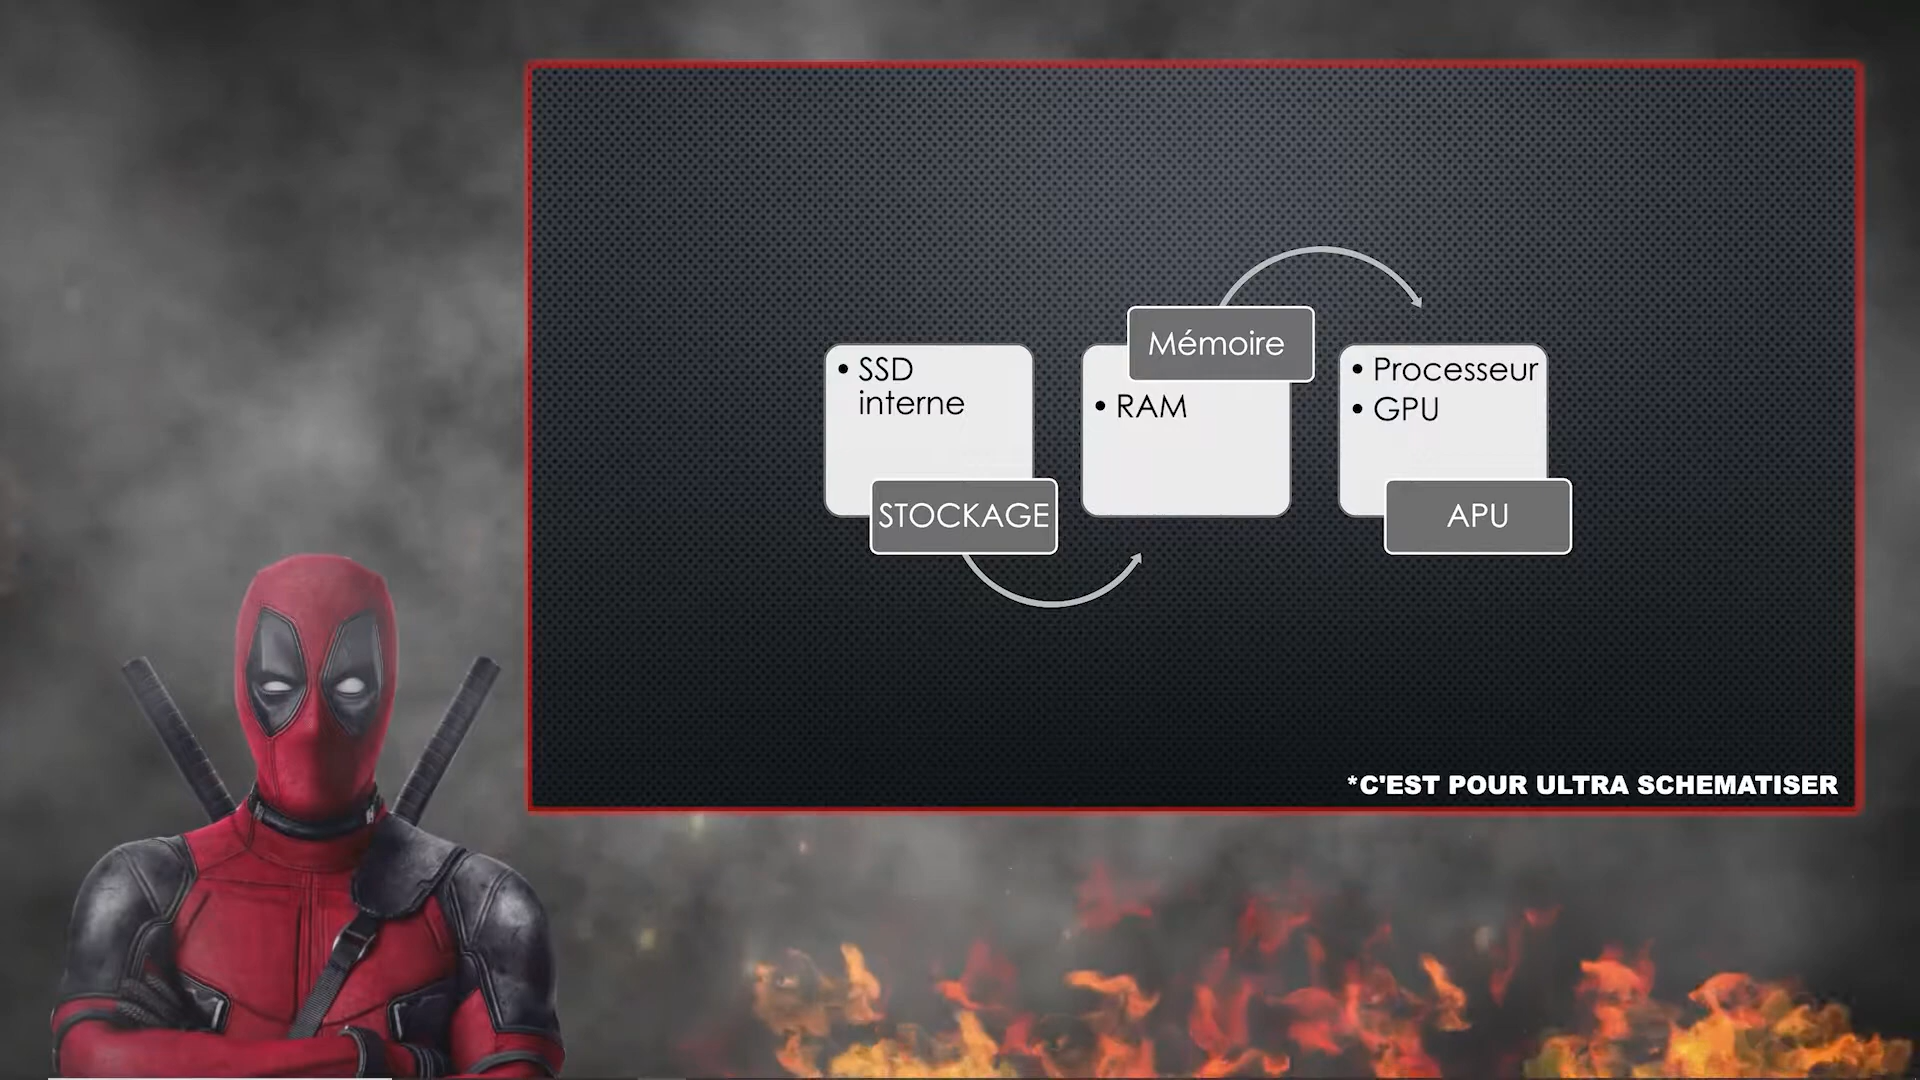 • SSD
interne
STOCKAGE
Mémoire
• RAM
• Processeur
• GPU
APU
*C'EST POUR ULTRA SCHEMATISER